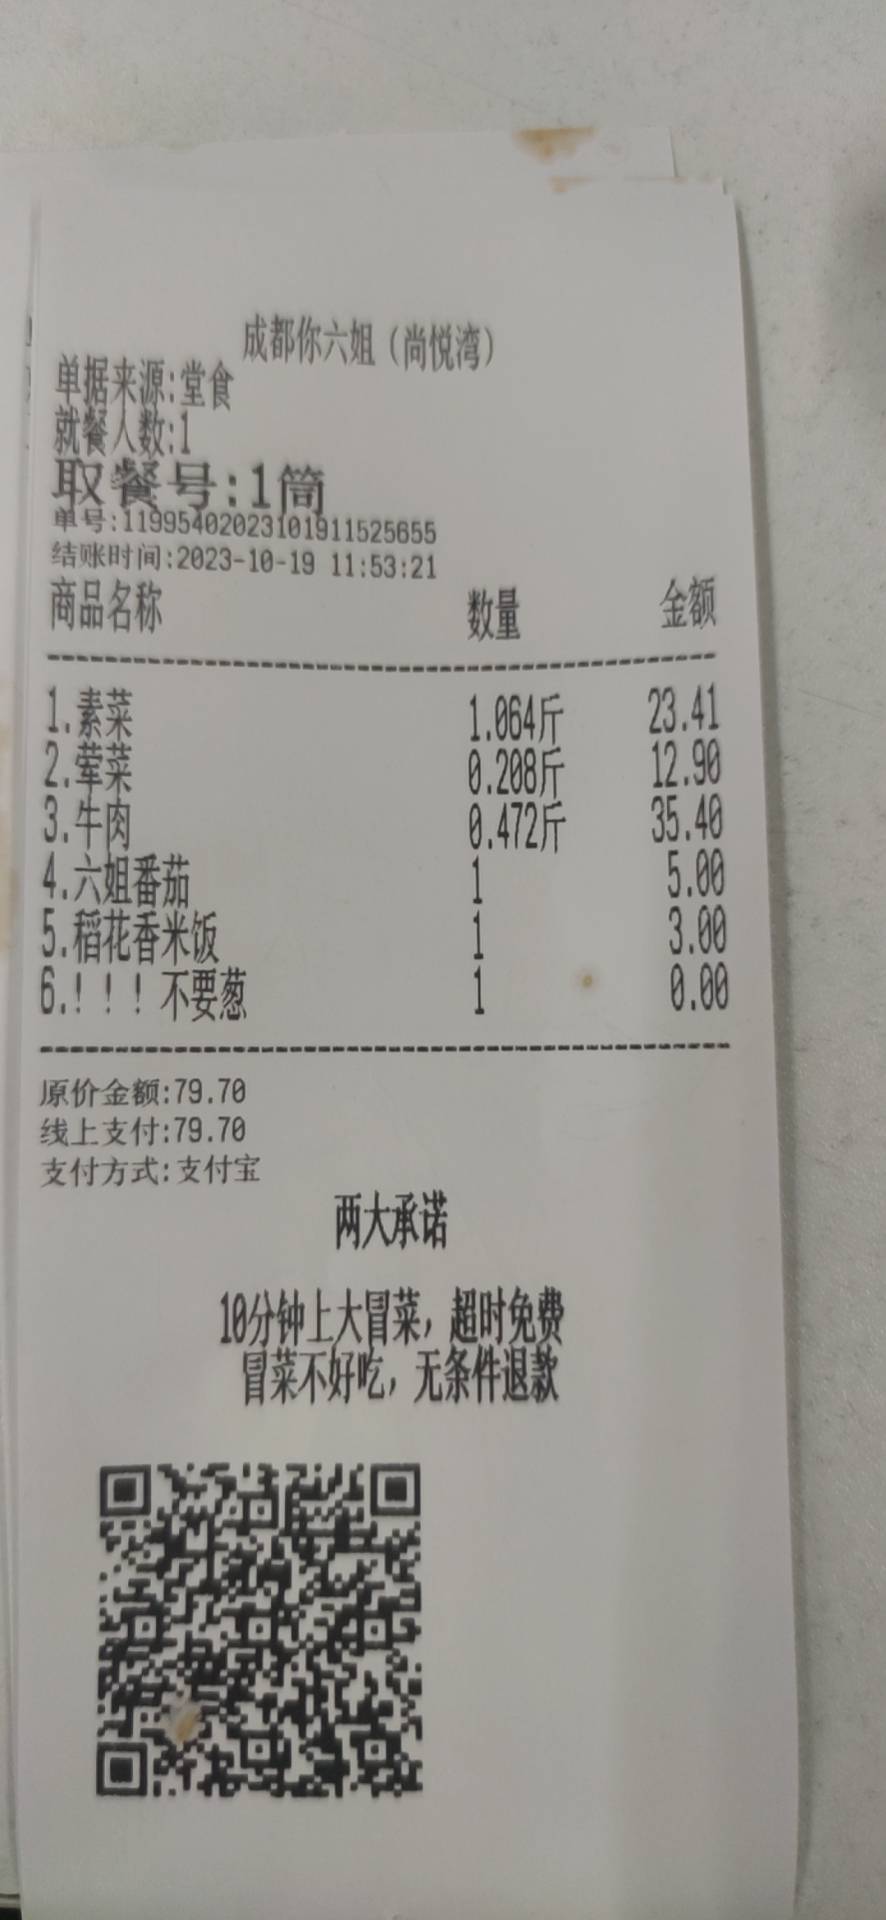 成都你六姐（尚悦湾）
单据来源:堂食
就餐人数:1
取餐号:1筒
单号:11995402023101911525655
结账时间:2023-10-19 11:53:21
商品名称 数量 金额
1.素菜 1.064斤 23.41
2.荤菜 0.208斤 12.90
3.牛肉 0.472斤 35.40
4.六姐番茄 1 5.00
5.稻花香米饭 1 3.00
6.！！！不要葱 1 0.00
原价金额:79.70
线上支付:79.70
支付方式:支付宝
两大承诺
10分钟上大冒菜，超时免费
冒菜不好吃，无条件退款